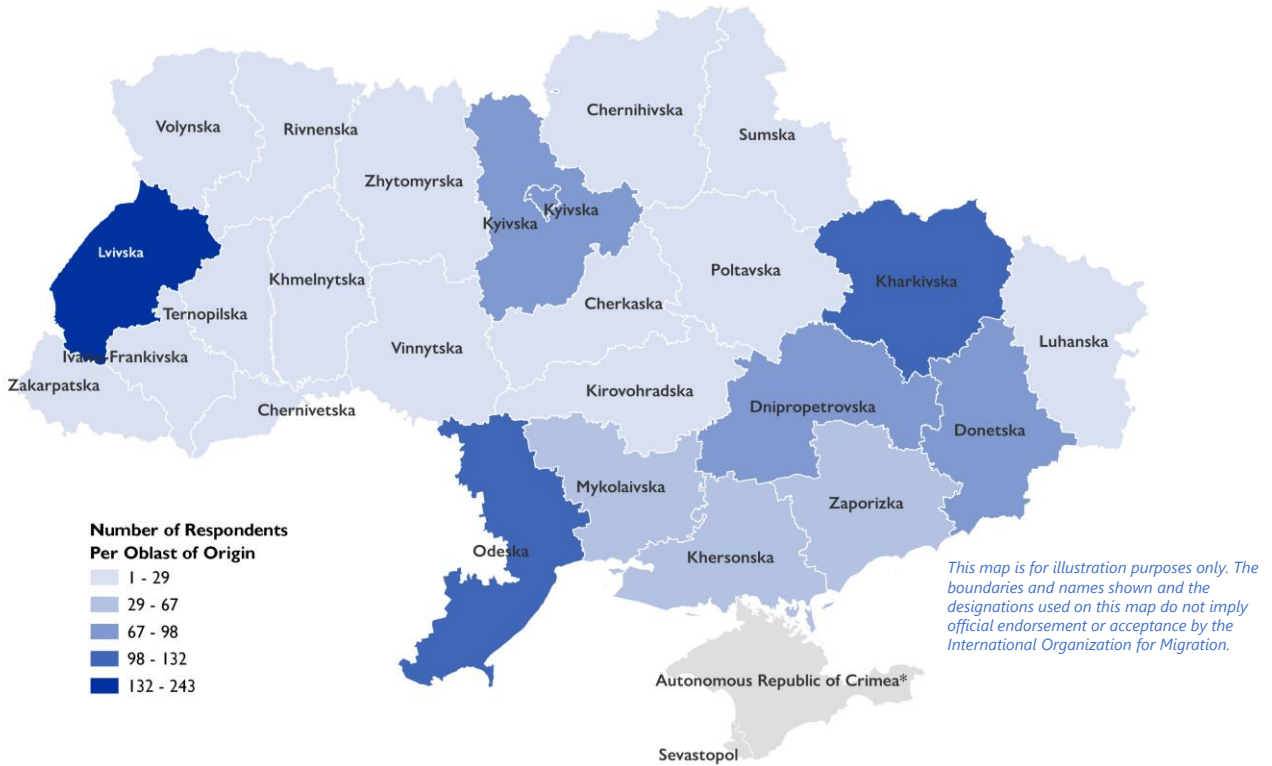 Chernihivska
Volynska
Rivnenska
Sumska
Zhytomyrska
Kyivska
Kyivska
Lvivska
Poltavska
Khmelnytska
Kharkivska
Cherkaska
Ternopilska
Luhanska
Vinnytska
Ivano-Frankivska
Zakarpatska
Kirovohradska
Chernivetska
Dnipropetrovska
Donetska
Mykolaivska
Zaporizka
Odeska
Khersonska
Number of Respondents
Per Oblast of Origin
1 - 29
29 - 67
67 - 98
98 - 132
132 - 243
This map is for illustration purposes only. The
boundaries and names shown and the
designations used on this map do not imply
official endorsement or acceptance by the
International Organization for Migration.
Autonomous Republic of Crimea*
Sevastopol